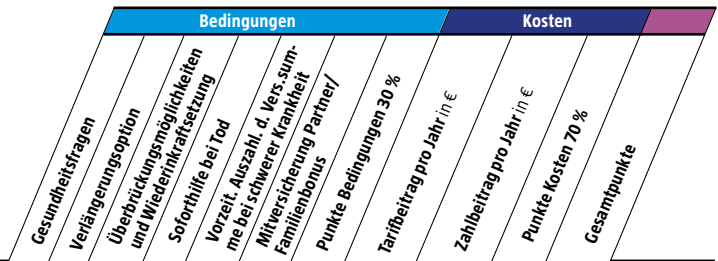 Bedingungen
Kosten
Gesundheitsfragen
Verlängerungsoption
Überbrückungsmöglichkeiten
und Wiederinkraftsetzung
Soforthilfe bei Tod
Vorzeit. Auszahl. d. Vers.sum-
me bei schwerer Krankheit
Mitversicherung Partner/
Familienbonus
Punkte Bedingungen 30 %
Tarifbeitrag pro Jahr in €
Zahlbeitrag pro Jahr in €
Punkte Kosten 70 %
Gesamtpunkte